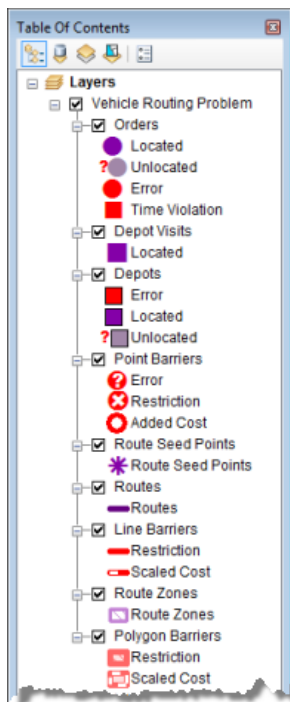 Table Of Contents
Layers
Vehicle Routing Problem
Orders
Located
?Unlocated
Error
Time Violation
Depot Visits
Located
Depots
Error
Located
?Unlocated
Point Barriers
?Error
Restriction
Added Cost
Route Seed Points
Route Seed Points
Routes
Routes
Line Barriers
Restriction
Scaled Cost
Route Zones
Route Zones
Polygon Barriers
Restriction
Scaled Cost